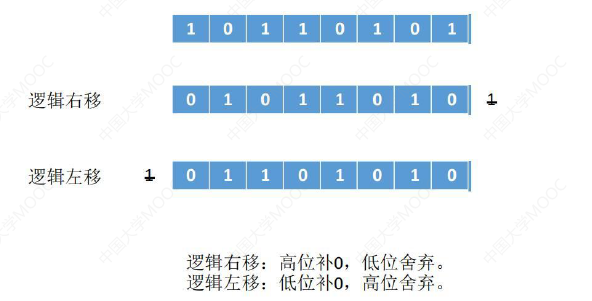 1 0 1 1 0 1 0 1
逻辑右移 0 1 0 1 1 0 1 0 1
逻辑左移 1 0 1 1 0 1 0 1 0
逻辑右移：高位补0，低位舍弃。
逻辑左移：低位补0，高位舍弃。
中国大学MOOC